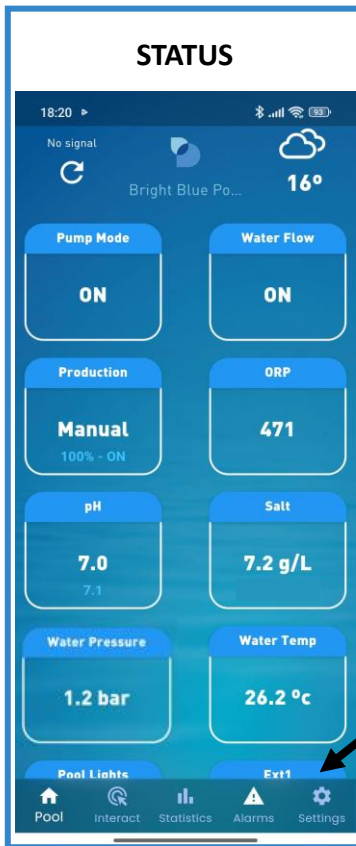 STATUS
18:20 93
No signal
Bright Blue Po...
16º
Pump Mode Water Flow
ON ON
Production ORP
Manual 471
100% - ON
pH Salt
7.0 7.2 g/L
7.1
Water Pressure Water Temp
1.2 bar 26.2 ºc
Pool Lights Ext1
Pool Interact Statistics Alarms Settings